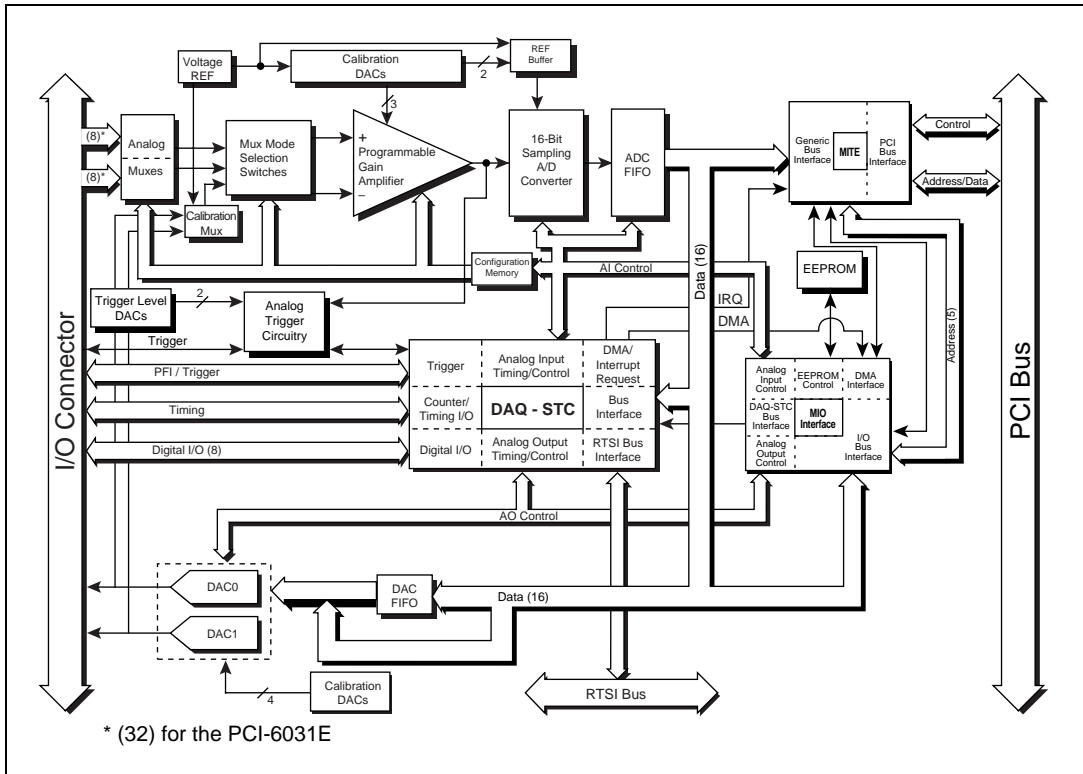 Voltage
REF
Calibration
DACs
2
REF
Buffer
3
(8)*
(8)*
Analog
Muxes
Mux Mode
Selection
Switches
+
Programmable
Gain
Amplifier
–
16-Bit
Sampling
A/D
Converter
ADC
FIFO
Generic
Bus
Interface
MITE
PCI
Bus
Interface
Control
Address/Data
Calibration
Mux
Configuration
Memory
AI Control
Data (16)
EEPROM
Address (5)
IRQ
DMA
Trigger Level
DACs
2
Analog
Trigger
Circuitry
Trigger
PFI / Trigger
Timing
Digital I/O (8)
I/O Connector
PCI Bus
Trigger
Analog Input
Timing/Control
DMA/
Interrupt
Request
Counter/
Timing I/O
DAQ - STC
Bus
Interface
Digital I/O
Analog Output
Timing/Control
RTSI Bus
Interface
Analog
Input
Control
EEPROM
Control
DMA
Interface
DAQ-STC
Bus
Interface
MIO
Interface
Analog
Output
Control
I/O
Bus
Interface
AO Control
DAC0
DAC1
DAC
FIFO
Data (16)
4
Calibration
DACs
RTSI Bus
* (32) for the PCI-6031E